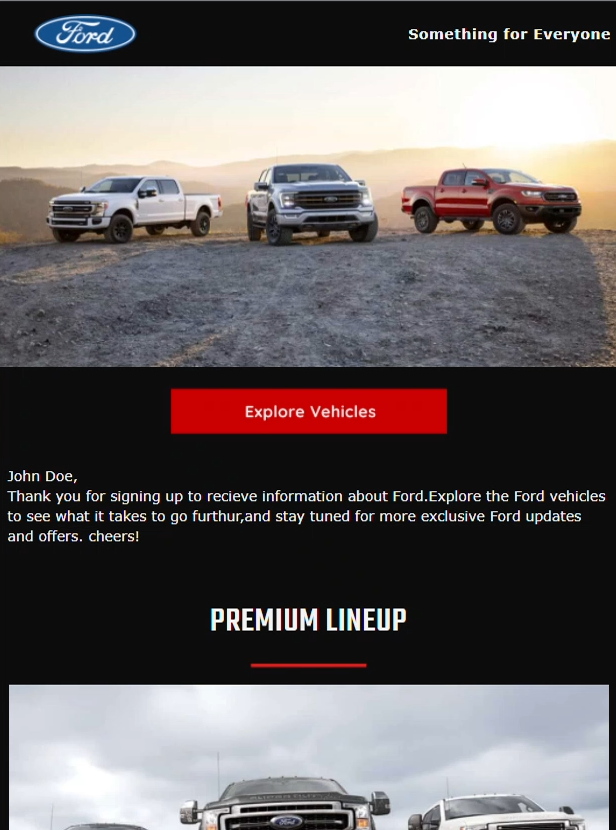 Ford
Something for Everyone
Explore Vehicles
John Doe,
Thank you for signing up to recieve information about Ford.Explore the Ford vehicles
to see what it takes to go furthur,and stay tuned for more exclusive Ford updates
and offers. cheers!
PREMIUM LINEUP
Ford